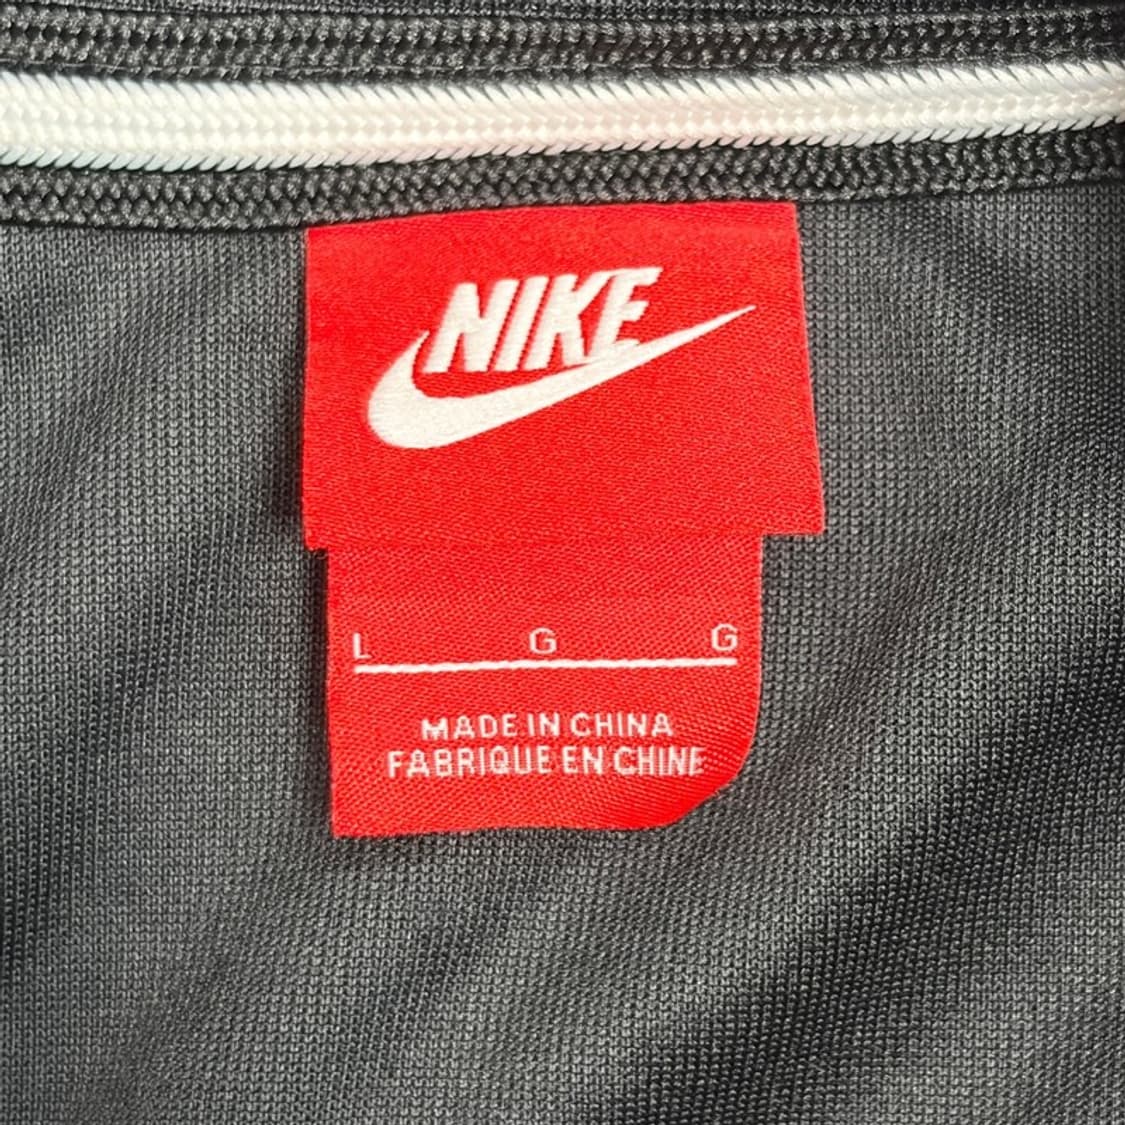 NIKE
L G G
MADE IN CHINA
FABRIQUE EN CHINE